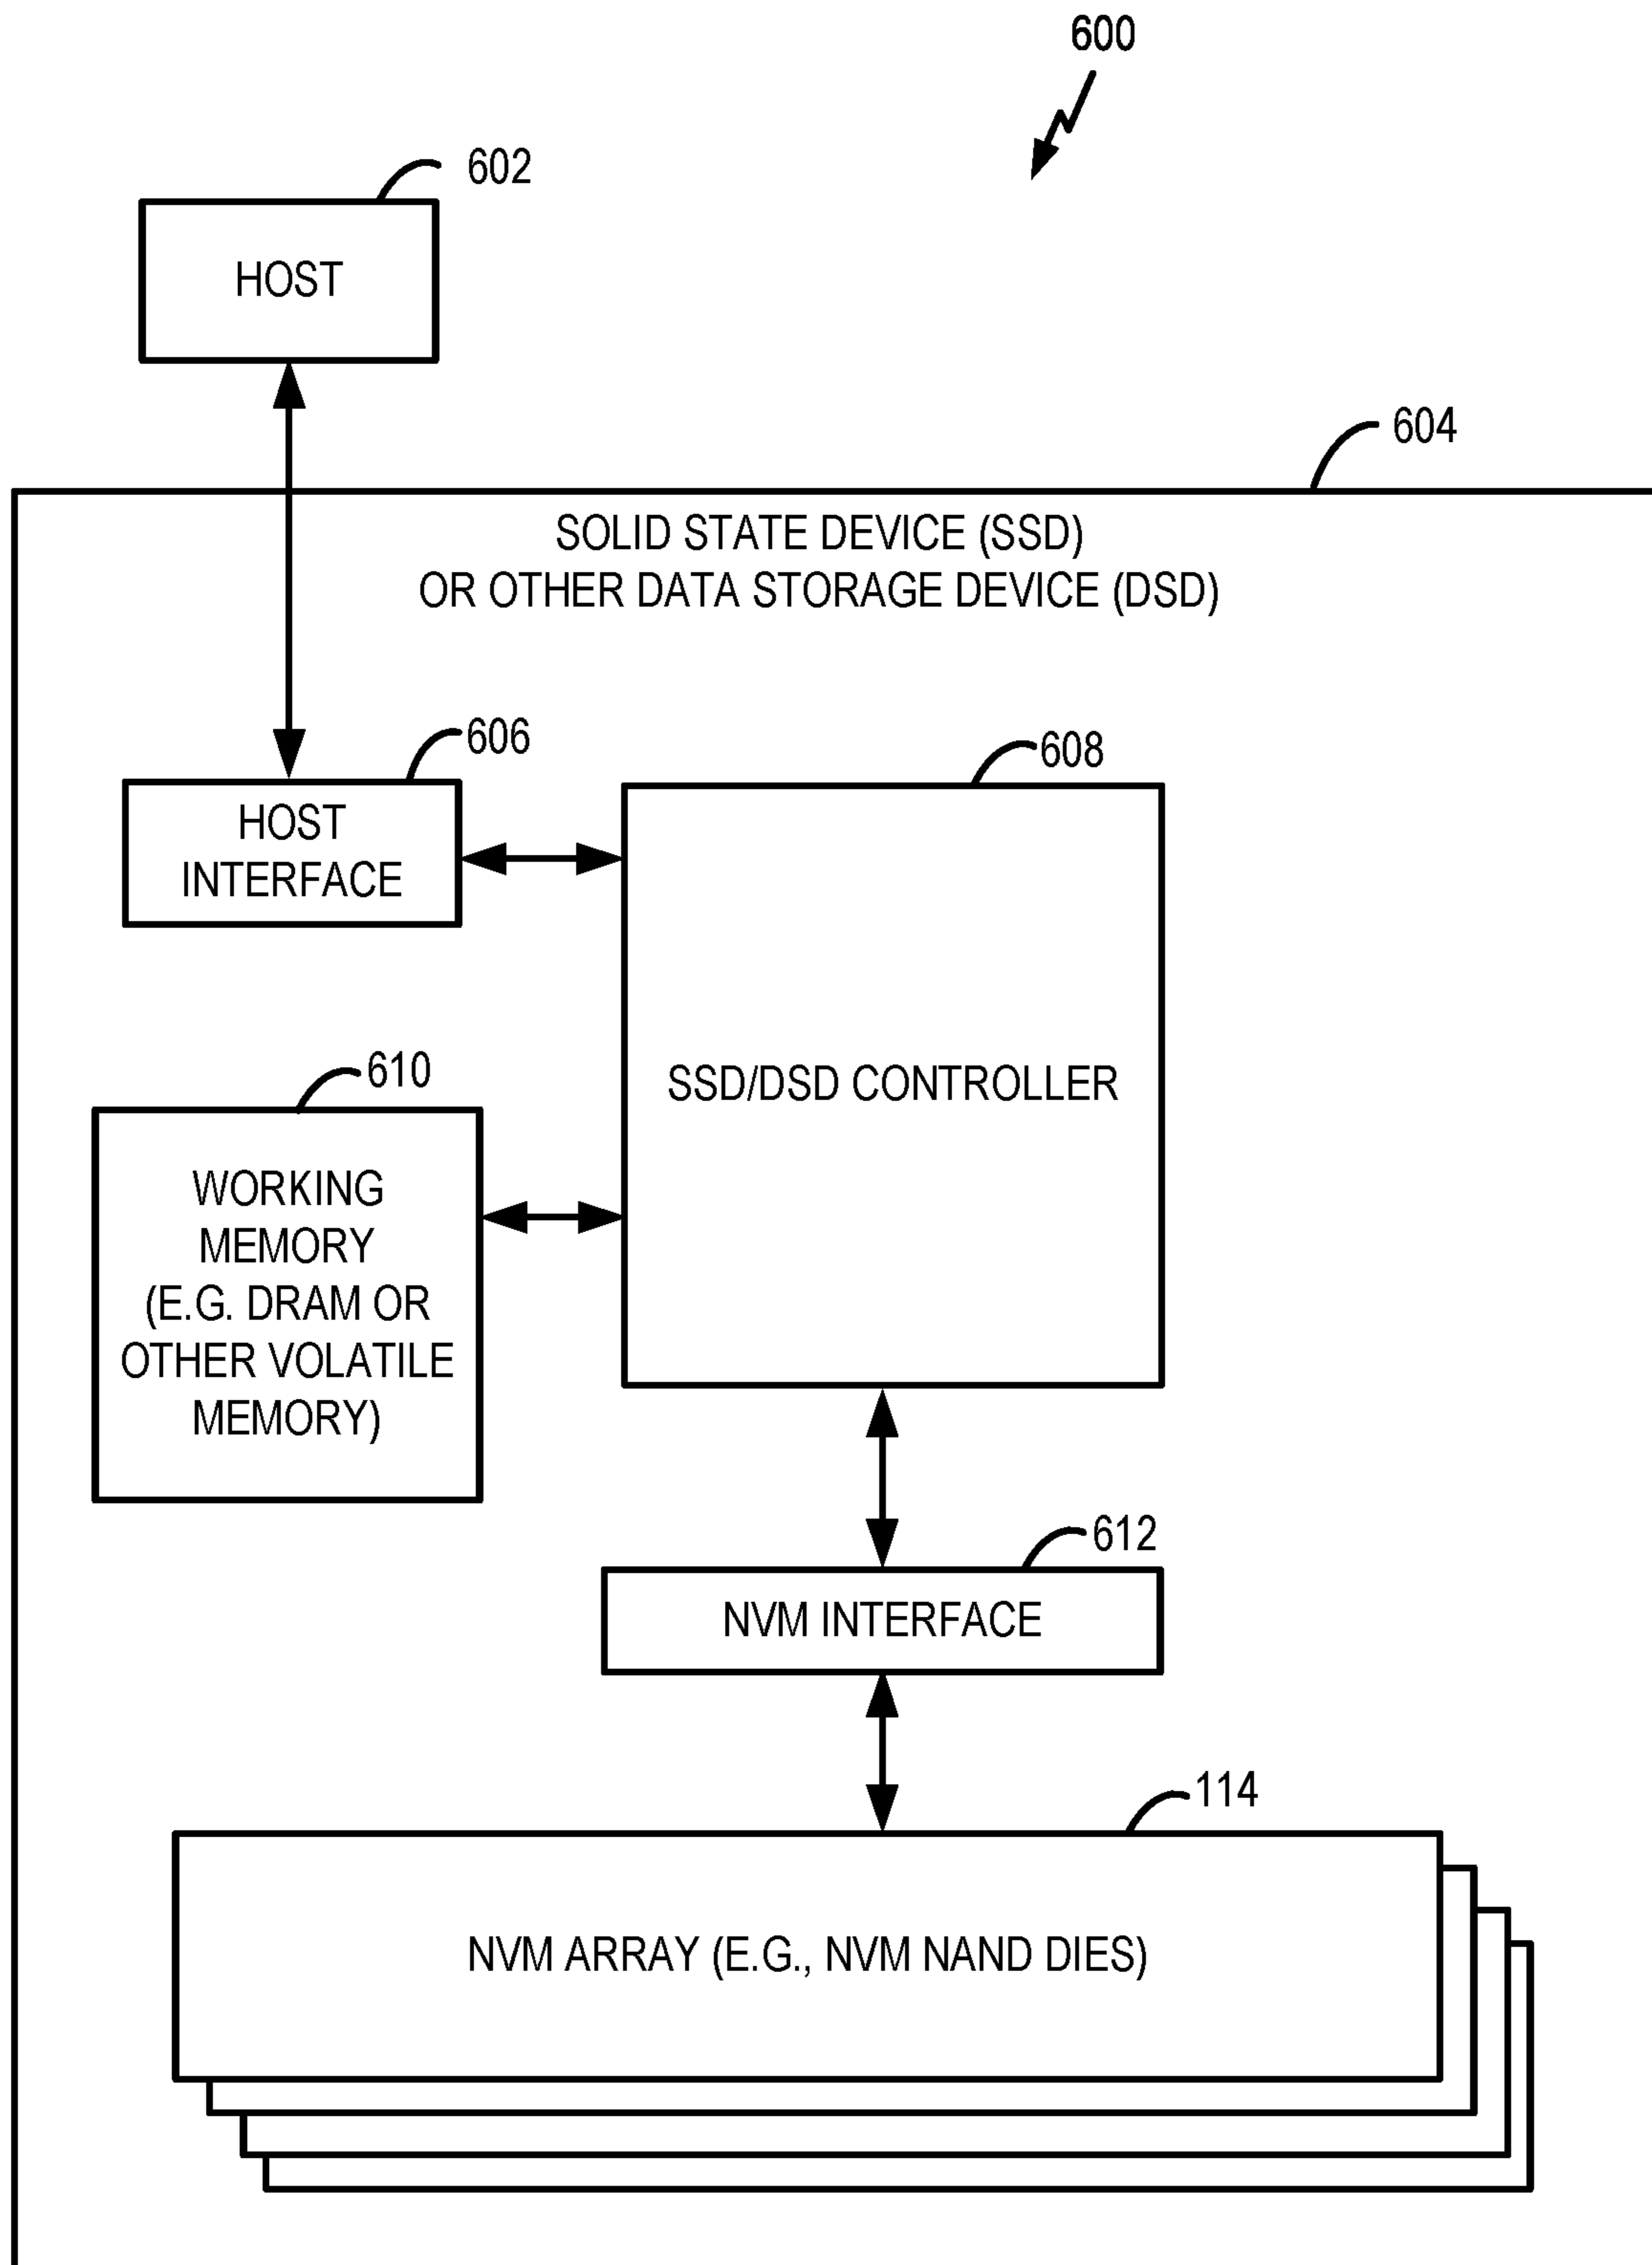 600
602
HOST
604
SOLID STATE DEVICE (SSD)
OR OTHER DATA STORAGE DEVICE (DSD)
606
HOST
INTERFACE
608
SSD/DSD CONTROLLER
610
WORKING
MEMORY
(E.G. DRAM OR
OTHER VOLATILE
MEMORY)
612
NVM INTERFACE
114
NVM ARRAY (E.G., NVM NAND DIES)